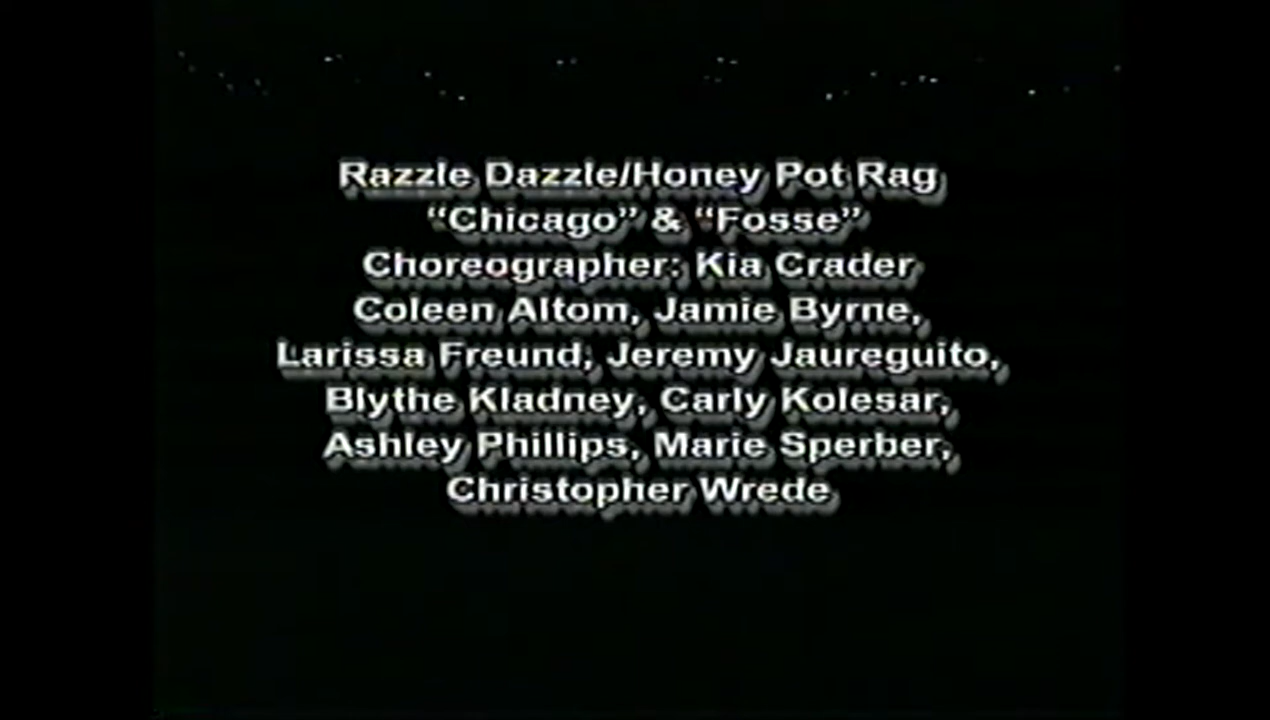 Razzle Dazzle/Honey Pot Rag
“Chicago” & “Fosse”
Choreographer: Kia Crader
Coleen Altom, Jamie Byrne,
Larissa Freund, Jeremy Jaureguito,
Blythe Kladney, Carly Kolesar,
Ashley Phillips, Marie Sperber,
Christopher Wrede